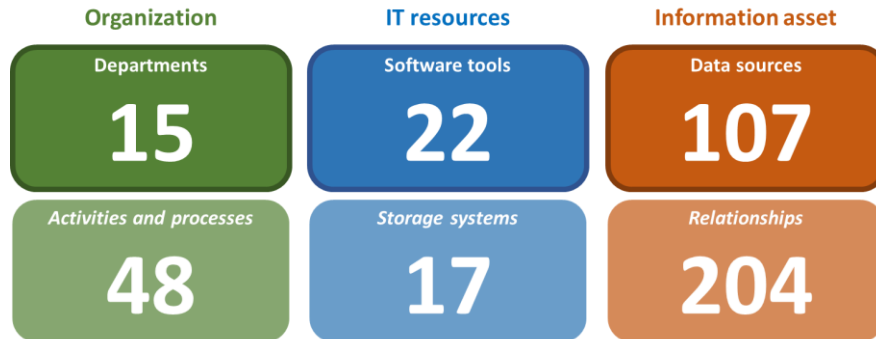 Organization
IT resources
Information asset
Departments
15
Software tools
22
Data sources
107
Activities and processes
48
Storage systems
17
Relationships
204